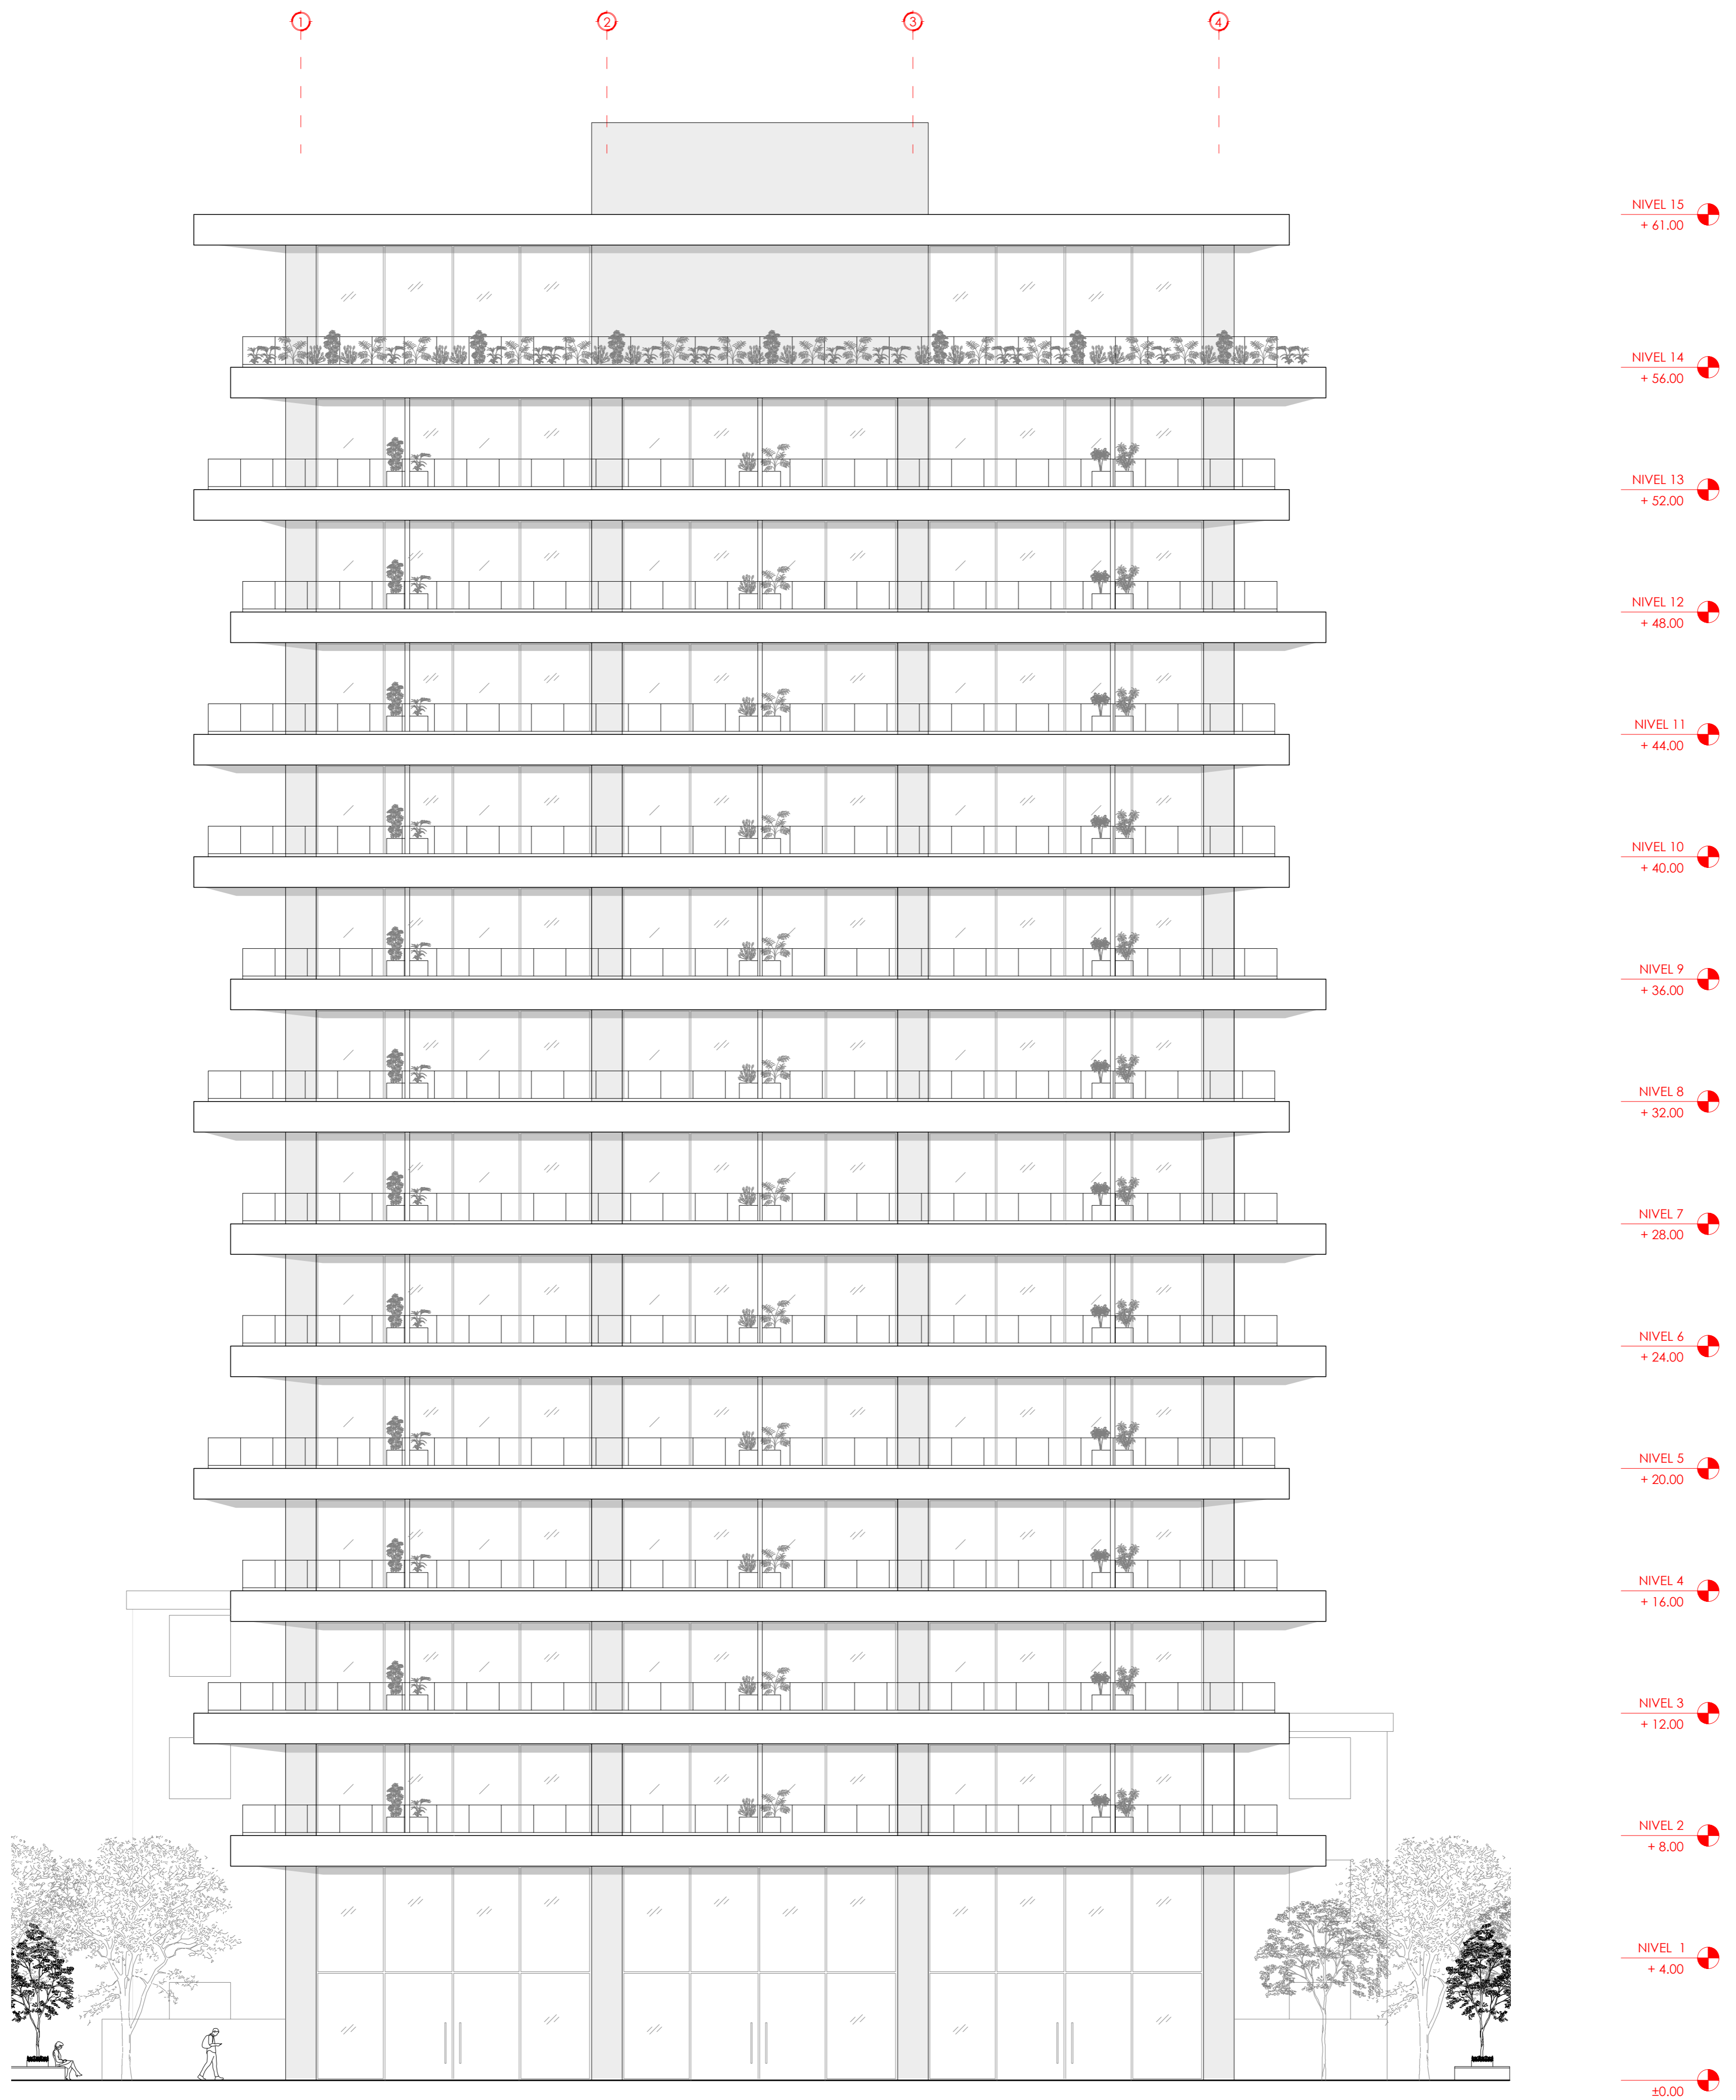 1 2 3 4
NIVEL 15
+ 61.00
NIVEL 14
+ 56.00
NIVEL 13
+ 52.00
NIVEL 12
+ 48.00
NIVEL 11
+ 44.00
NIVEL 10
+ 40.00
NIVEL 9
+ 36.00
NIVEL 8
+ 32.00
NIVEL 7
+ 28.00
NIVEL 6
+ 24.00
NIVEL 5
+ 20.00
NIVEL 4
+ 16.00
NIVEL 3
+ 12.00
NIVEL 2
+ 8.00
NIVEL 1
+ 4.00
±0.00